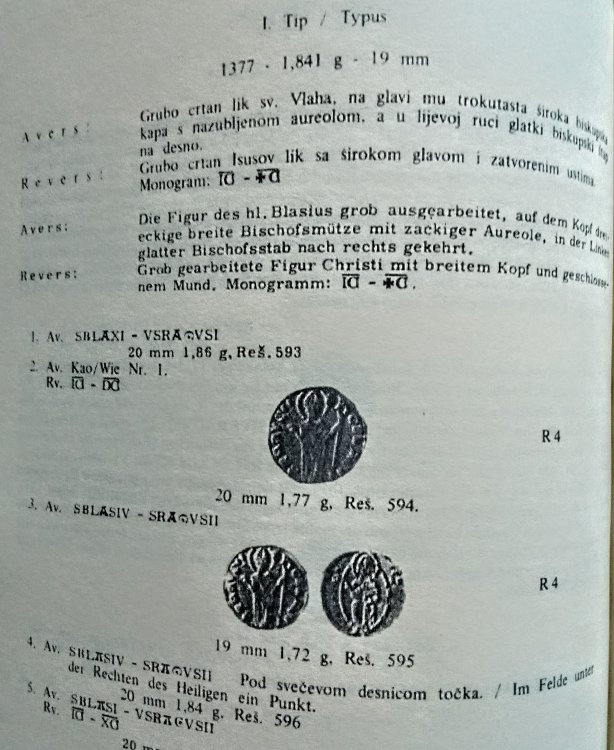 I. Tip / Typus
1377 - 1,841 g - 19 mm
Avers: Grubo crtan lik sv. Vlaha, na glavi mu trokutasta široka biskupska
kapa s nazubljenom aureolom, a u lijevoj ruci glatki biskupski štap
na desno.
Revers: Grubo crtan Isusov lik sa širokom glavom i zatvorenim ustima.
Monogram: IC -
Avers: Die Figur des hl. Blasius grob ausgearbeitet, auf dem Kopf drei-
eckige breite Bischofsmütze mit zackiger Aureole, in der Linken
glatter Bischofsstab nach rechts gekehrt.
Revers: Grob gearbeitete Figur Christi mit breitem Kopf und geschlosse-
nem Mund. Monogramm: IC -
1. Av. SBLAXI - VSRAGVSI
20 mm 1,86 g, Reš. 593
2. Av. Kao/Wie Nr. 1.
Rv. IC - XC
R 4
20 mm 1,77 g, Reš. 594.
3. Av. SBLASIV - SRAGVSII
R 4
19 mm 1,72 g, Reš. 595
4. Av. SBLASIV - SRAGVSII Pod svečevom desnicom točka. / Im Felde unter
der Rechten des Heiligen ein Punkt.
20 mm 1,84 g, Reš. 596
5. Av. SBLASI - VSRAGVSII
Rv. IC - XC
20